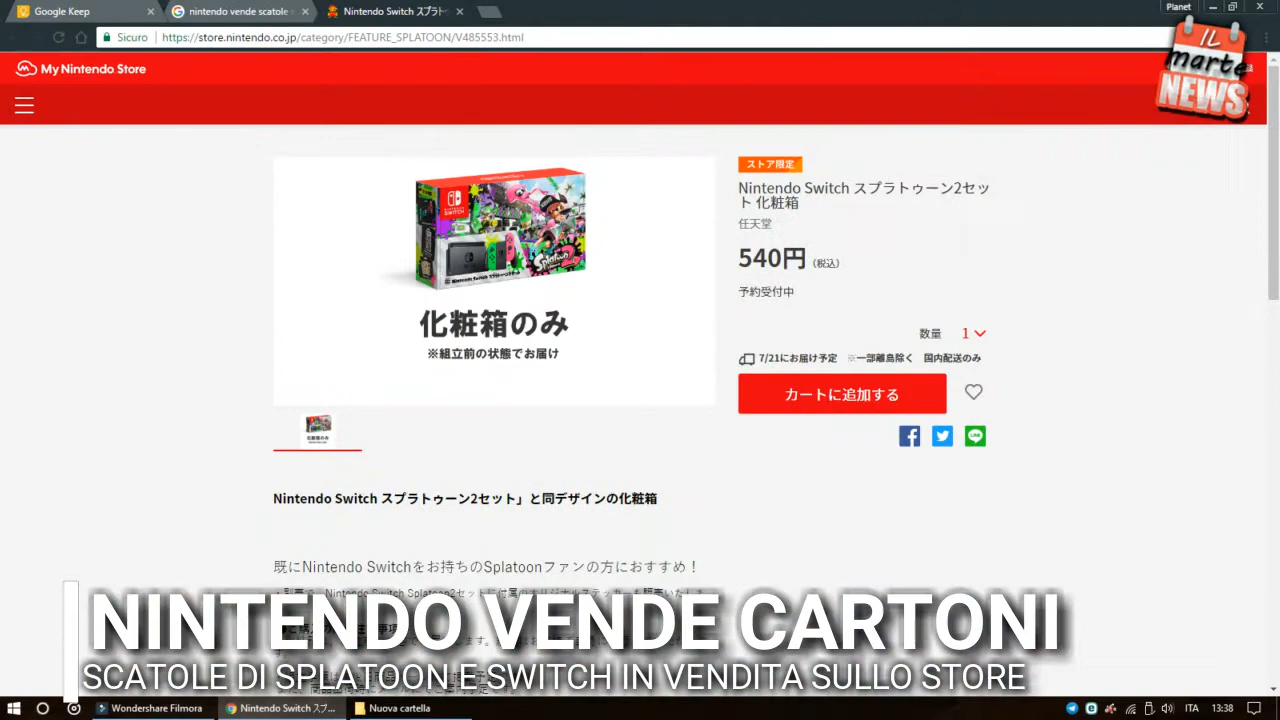 Google Keep
nintendo vende scatole
Nintendo Switch スプラト
Planet
Sicuro
https://store.nintendo.co.jp/category/FEATURE_SPLATOON/V485553.html
IL
marte
NEWS
My Nintendo Store
ストア限定
Nintendo Switch スプラトゥーン2セッ
ト 化粧箱
任天堂
540円 (税込)
予約受付中
NINTENDO
SWITCH
Splatoon 2
化粧箱のみ
※組立前の状態でお届け
数量 1
7/21にお届け予定 ※一部離島除く 国内配送のみ
カートに追加する
LINE
化粧箱のみ
Nintendo Switch スプラトゥーン2セット」と同デザインの化粧箱
既にNintendo Switchをお持ちのSplatoonファンの方におすすめ！
NINTENDO VENDE CARTONI
SCATOLE DI SPLATOON E SWITCH IN VENDITA SULLO STORE
Wondershare Filmora
Nintendo Switch スプ...
Nuova cartella
ITA
13:38